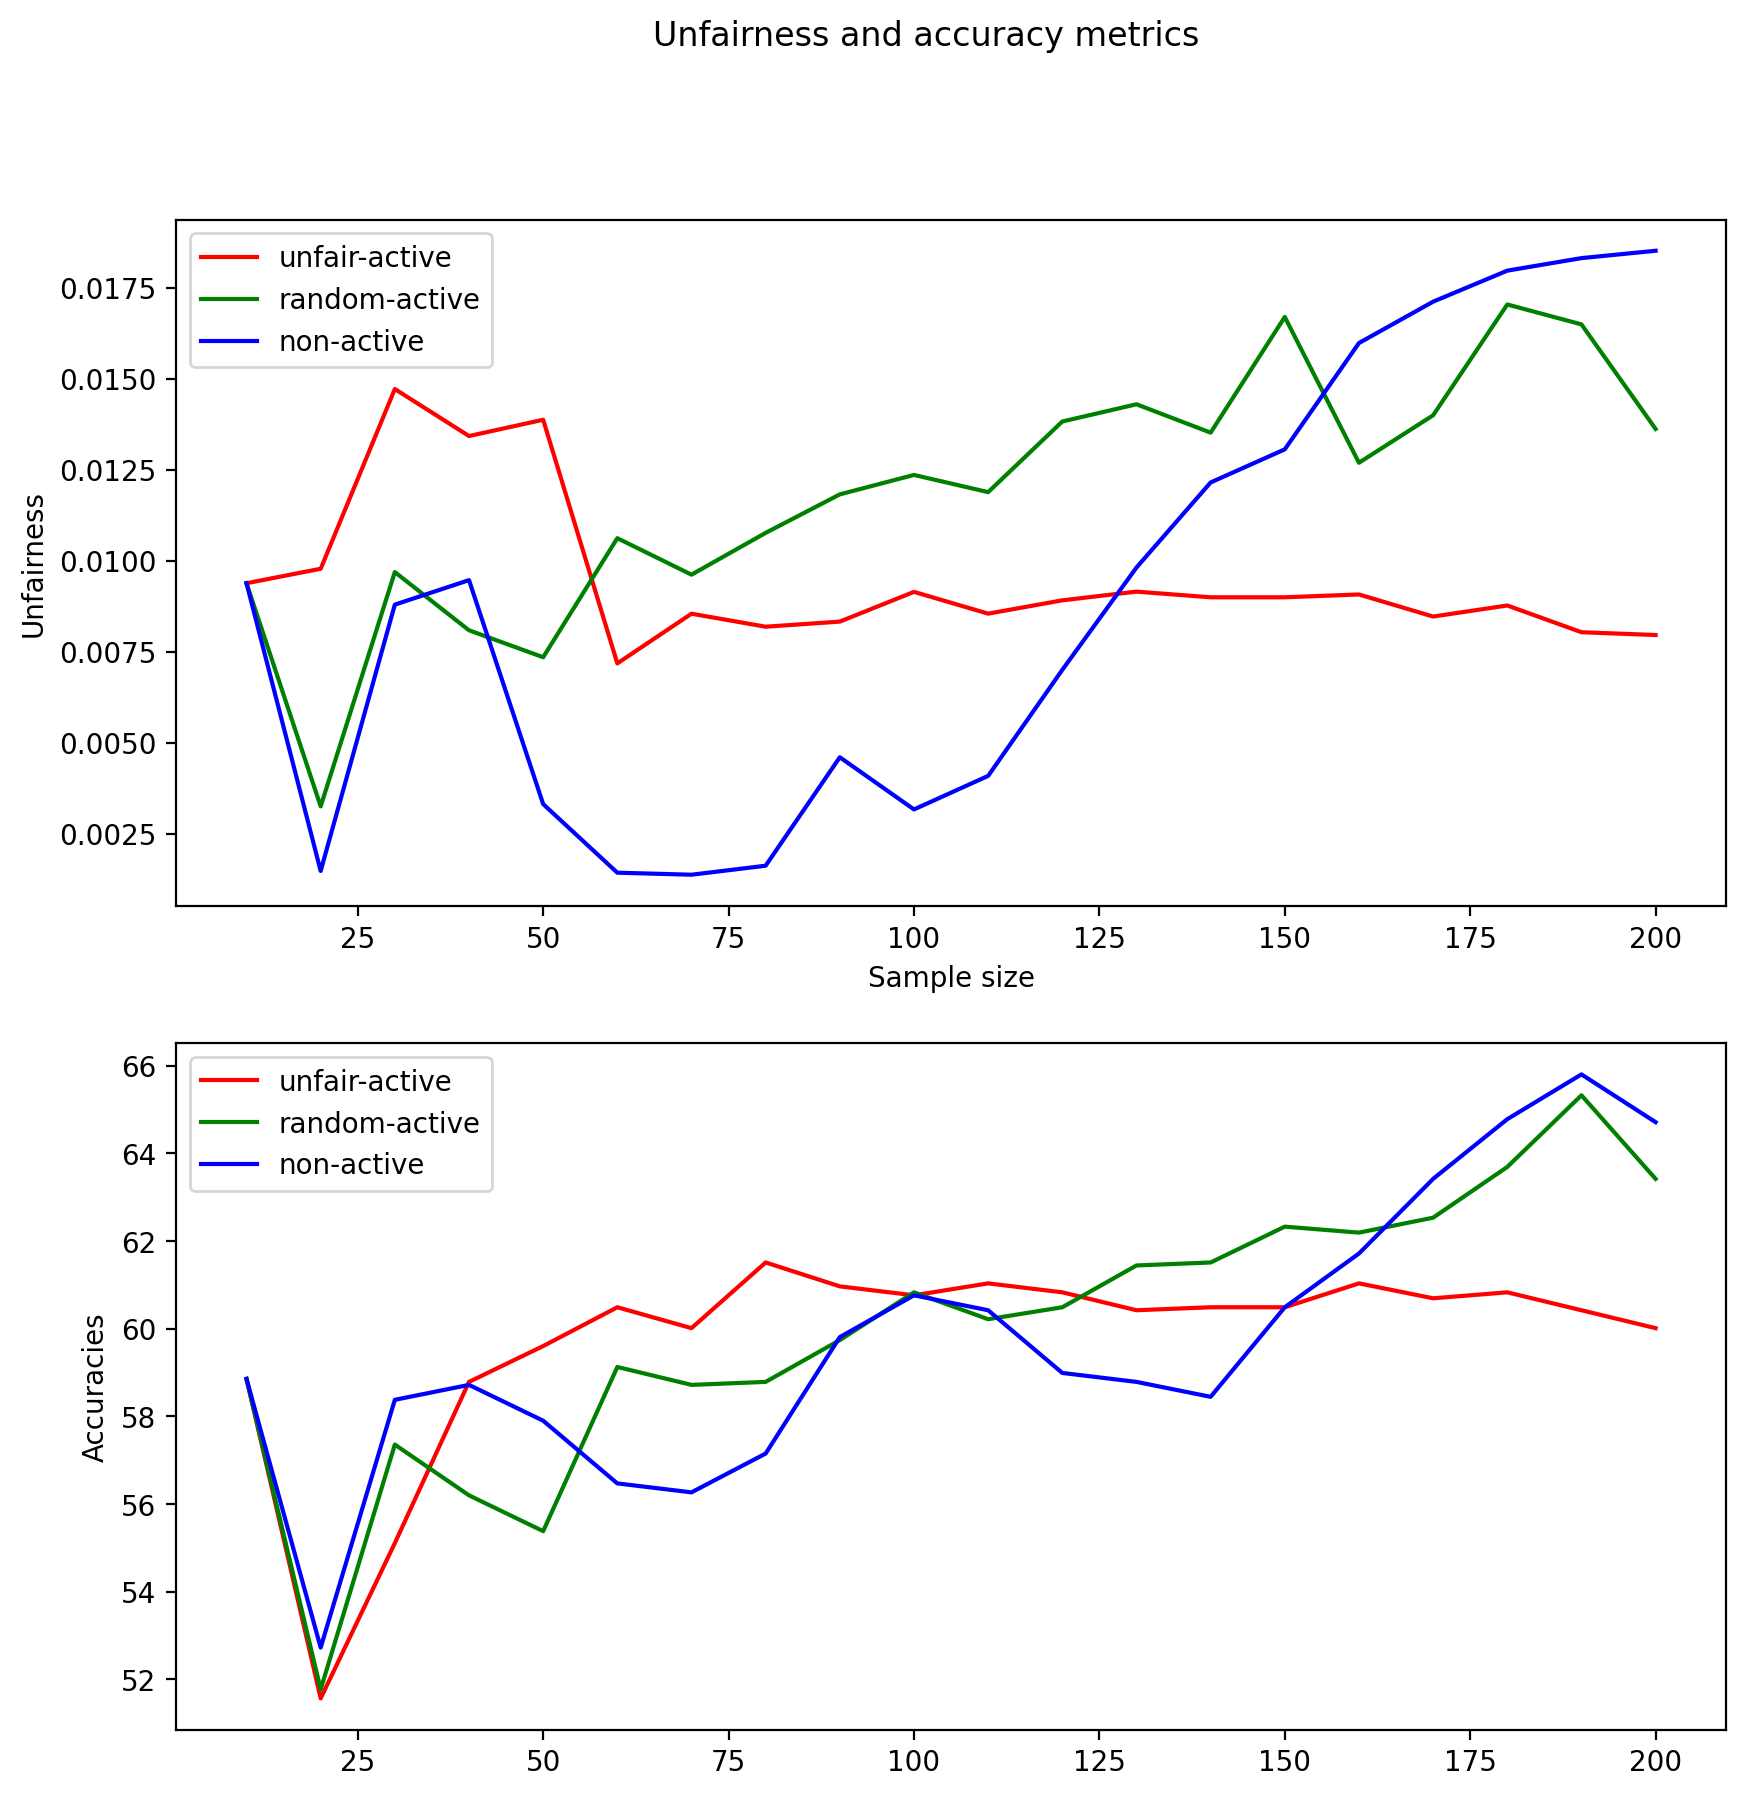 Unfairness and accuracy metrics
unfair-active
random-active
non-active
0.0175
0.0150
0.0125
0.0100
0.0075
0.0050
0.0025
Unfairness
25 50 75 100 125 150 175 200
Sample size
unfair-active
random-active
non-active
66
64
62
60
58
56
54
52
Accuracies
25 50 75 100 125 150 175 200